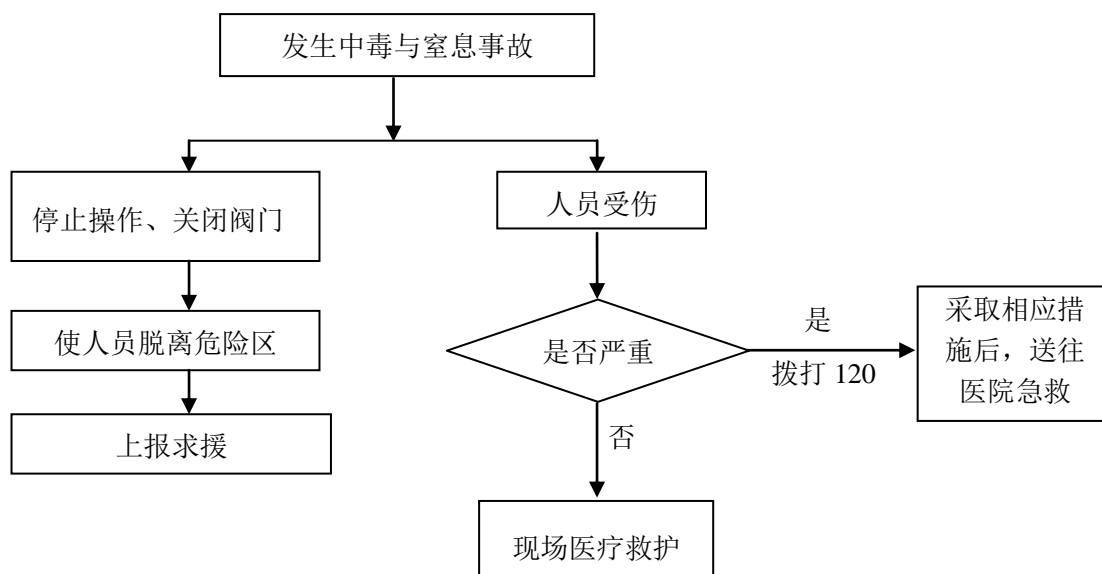 发生中毒与窒息事故
停止操作、关闭阀门
人员受伤
使人员脱离危险区
是否严重
是
拨打 120
采取相应措
施后，送往
医院急救
上报求援
否
现场医疗救护